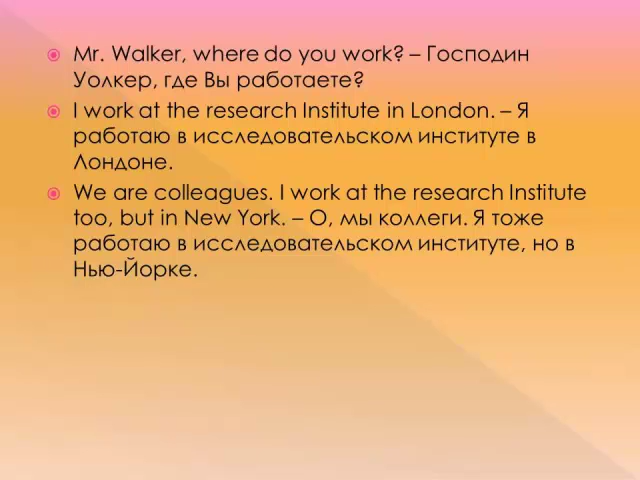 Mr. Walker, where do you work? – Господин
Уолкер, где Вы работаете?
I work at the research Institute in London. – Я
работаю в исследовательском институте в
Лондоне.
We are colleagues. I work at the research Institute
too, but in New York. – О, мы коллеги. Я тоже
работаю в исследовательском институте, но в
Нью-Йорке.